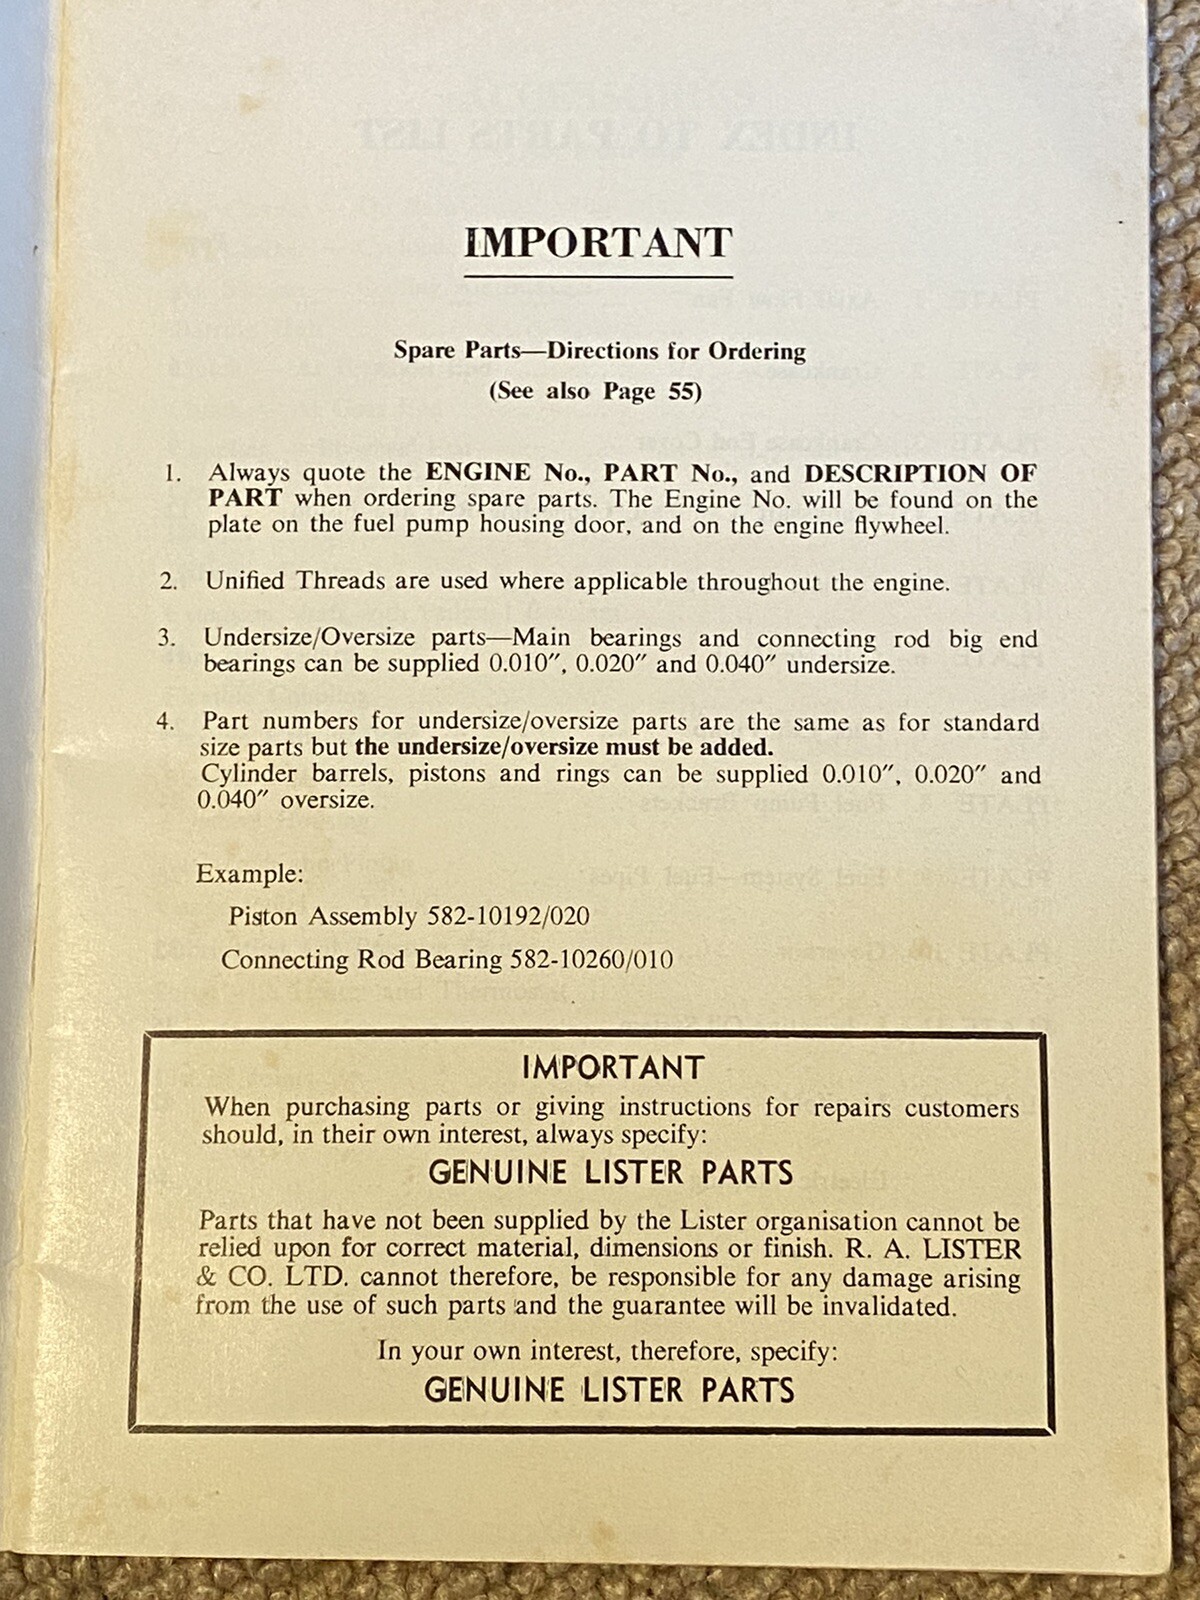 IMPORTANT
Spare Parts—Directions for Ordering
(See also Page 55)
1. Always quote the ENGINE No., PART No., and DESCRIPTION OF
PART when ordering spare parts. The Engine No. will be found on the
plate on the fuel pump housing door, and on the engine flywheel.
2. Unified Threads are used where applicable throughout the engine.
3. Undersize/Oversize parts—Main bearings and connecting rod big end
bearings can be supplied 0.010″, 0.020″ and 0.040″ undersize.
4. Part numbers for undersize/oversize parts are the same as for standard
size parts but the undersize/oversize must be added.
Cylinder barrels, pistons and rings can be supplied 0.010″, 0.020″ and
0.040″ oversize.
Example:
Piston Assembly 582-10192/020
Connecting Rod Bearing 582-10260/010
IMPORTANT
When purchasing parts or giving instructions for repairs customers
should, in their own interest, always specify:
GENUINE LISTER PARTS
Parts that have not been supplied by the Lister organisation cannot be
relied upon for correct material, dimensions or finish. R. A. LISTER
& CO. LTD. cannot therefore, be responsible for any damage arising
from the use of such parts and the guarantee will be invalidated.
In your own interest, therefore, specify:
GENUINE LISTER PARTS